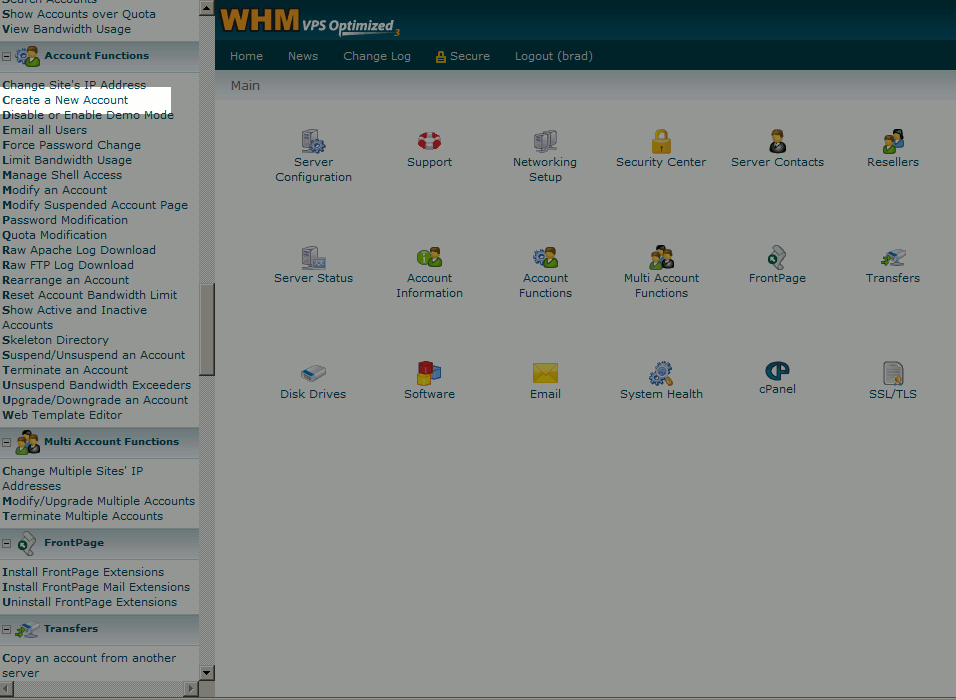 Search Accounts
Show Accounts over Quota
View Bandwidth Usage
Account Functions
Change Site's IP Address
Create a New Account
Disable or Enable Demo Mode
Email all Users
Force Password Change
Limit Bandwidth Usage
Manage Shell Access
Modify an Account
Modify Suspended Account Page
Password Modification
Quota Modification
Raw Apache Log Download
Raw FTP Log Download
Rearrange an Account
Reset Account Bandwidth Limit
Show Active and Inactive
Accounts
Skeleton Directory
Suspend/Unsuspend an Account
Terminate an Account
Unsuspend Bandwidth Exceeders
Upgrade/Downgrade an Account
Web Template Editor
Multi Account Functions
Change Multiple Sites' IP
Addresses
Modify/Upgrade Multiple Accounts
Terminate Multiple Accounts
FrontPage
Install FrontPage Extensions
Install FrontPage Mail Extensions
Uninstall FrontPage Extensions
Transfers
Copy an account from another
server
WHM VPS Optimized 3
Home News Change Log Secure Logout (brad)
Main
Server
Configuration
Support
Networking
Setup
Security Center
Server Contacts
Resellers
Server Status
Account
Information
Account
Functions
Multi Account
Functions
FrontPage
Transfers
Disk Drives
Software
Email
System Health
cPanel
SSL/TLS